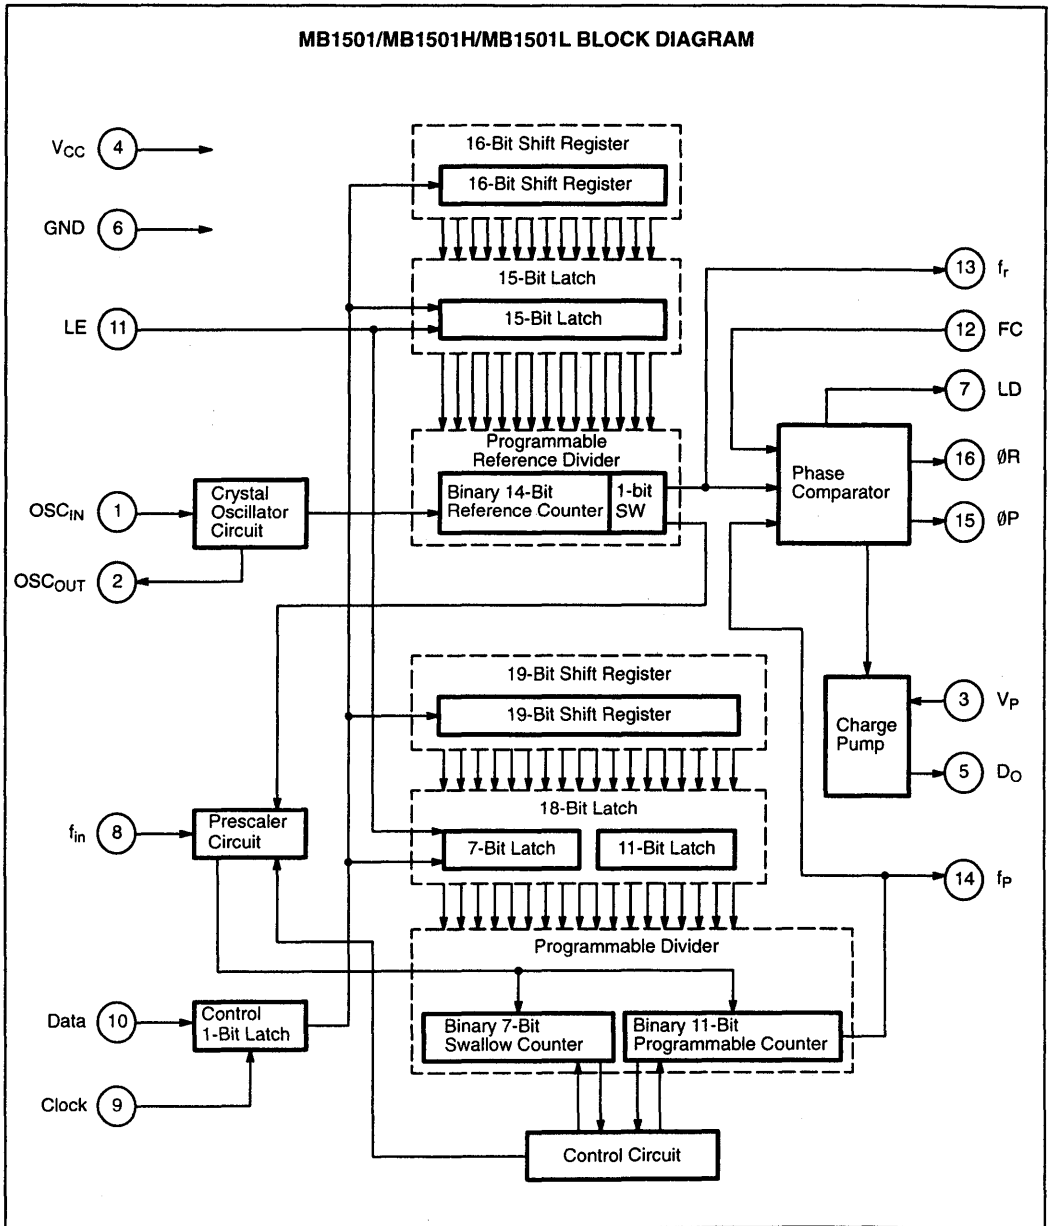 MB1501/MB1501H/MB1501L BLOCK DIAGRAM
VCC 4
GND 6
LE 11
OSCIN 1
OSCOUT 2
fin 8
Data 10
Clock 9
16-Bit Shift Register
16-Bit Shift Register
15-Bit Latch
15-Bit Latch
Programmable
Reference Divider
Binary 14-Bit
Reference Counter
1-bit
SW
Crystal
Oscillator
Circuit
19-Bit Shift Register
19-Bit Shift Register
18-Bit Latch
7-Bit Latch
11-Bit Latch
Prescaler
Circuit
Programmable Divider
Binary 7-Bit
Swallow Counter
Binary 11-Bit
Programmable Counter
Control
1-Bit Latch
Control Circuit
Phase
Comparator
Charge
Pump
13 fr
12 FC
7 LD
16 ØR
15 ØP
3 VP
5 DO
14 fP